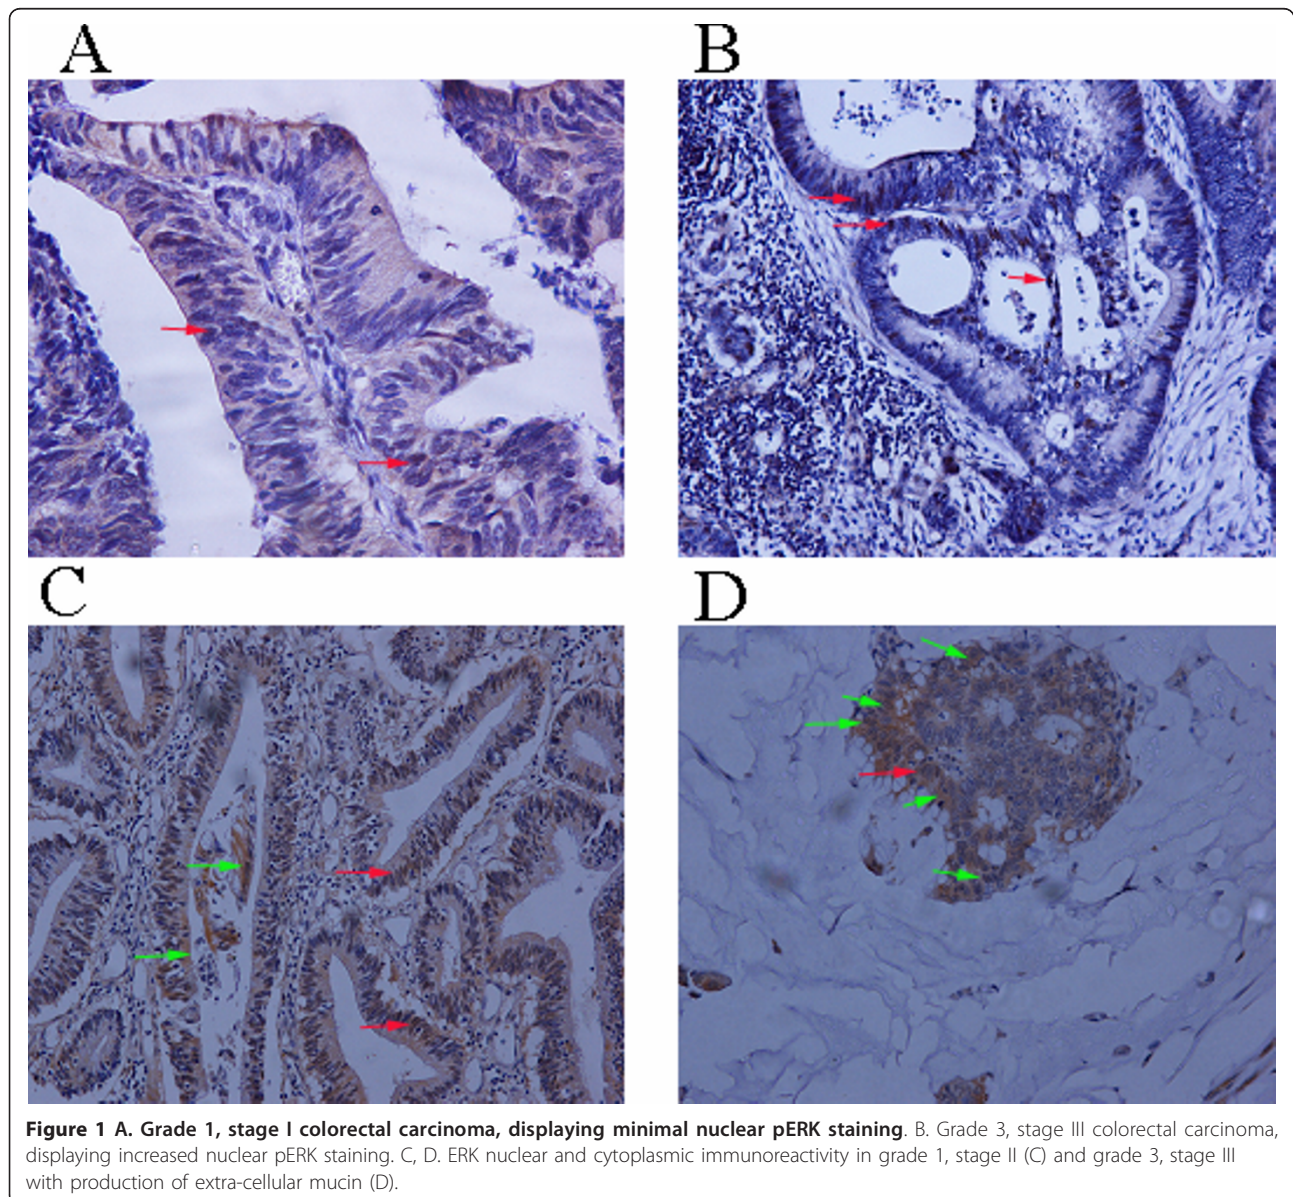 A
B
C
D
Figure 1 A. Grade 1, stage I colorectal carcinoma, displaying minimal nuclear pERK staining. B. Grade 3, stage III colorectal carcinoma,
displaying increased nuclear pERK staining. C, D. ERK nuclear and cytoplasmic immunoreactivity in grade 1, stage II (C) and grade 3, stage III
with production of extra-cellular mucin (D).